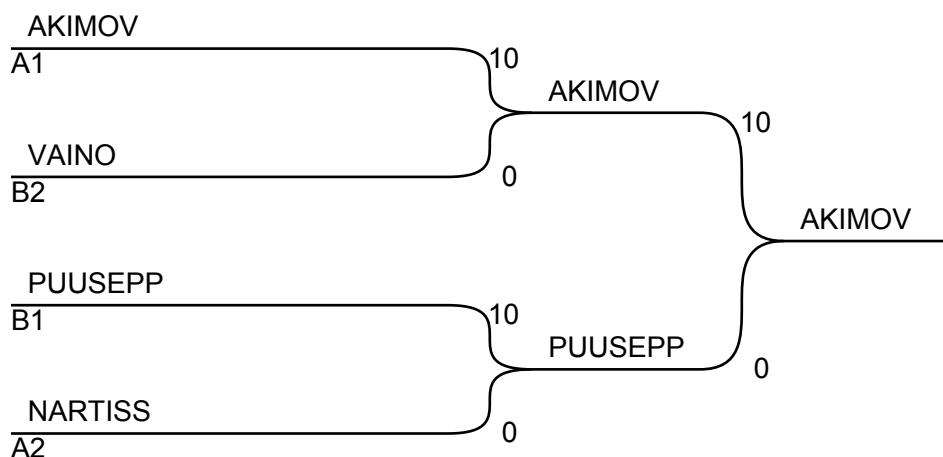 AKIMOV
A1
10
AKIMOV
10
VAINO
B2
0
AKIMOV
PUUSEPP
B1
10
PUUSEPP
0
NARTISS
A2
0